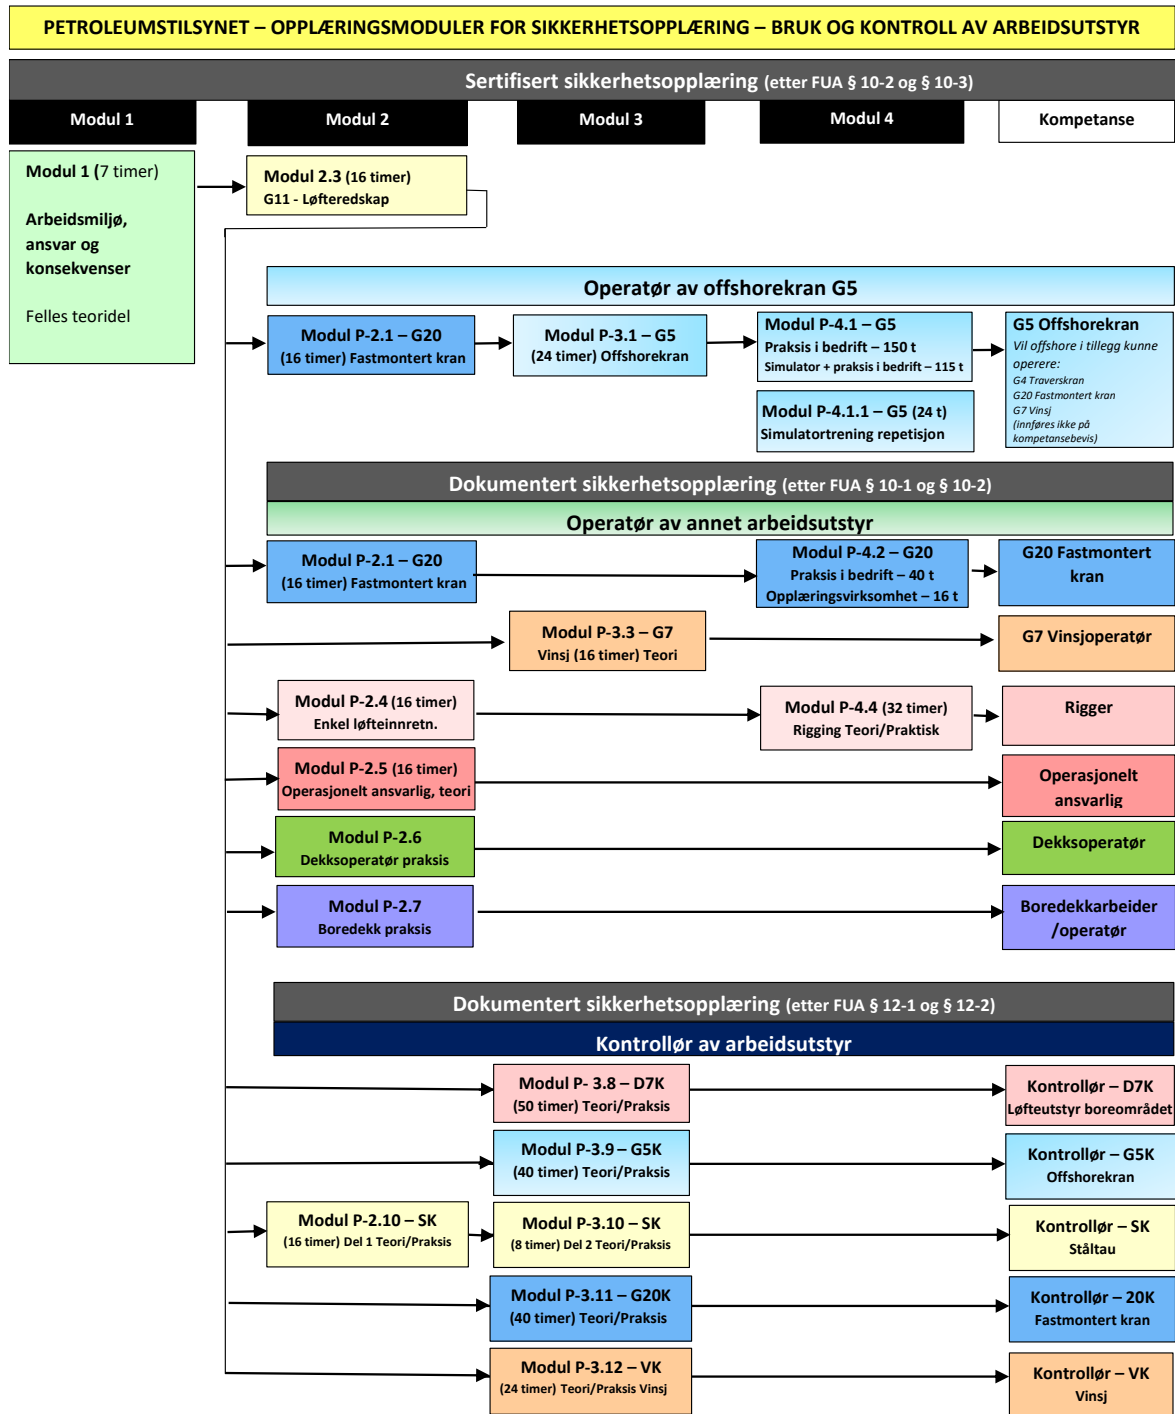 PETROLEUMSTILSYNET – OPPLÆRINGSMODULER FOR SIKKERHETSOPPLÆRING – BRUK OG KONTROLL AV ARBEIDSUTSTYR
Sertifisert sikkerhetsopplæring (etter FUA § 10-2 og § 10-3)
Modul 1
Modul 2
Modul 3
Modul 4
Kompetanse
Modul 1 (7 timer)
Arbeidsmiljø,
ansvar og
konsekvenser
Felles teoridel
Modul 2.3 (16 timer)
G11 - Løfteredskap
Operatør av offshorekran G5
Modul P-2.1 – G20
(16 timer) Fastmontert kran
Modul P-3.1 – G5
(24 timer) Offshorekran
Modul P-4.1 – G5
Praksis i bedrift – 150 t
Simulator + praksis i bedrift – 115 t
Modul P-4.1.1 – G5 (24 t)
Simulatortrening repetisjon
G5 Offshorekran
Vil offshore i tillegg kunne
operere:
G4 Traverskran
G20 Fastmontert kran
G7 Vinsj
(innføres ikke på
kompetansebevis)
Dokumentert sikkerhetsopplæring (etter FUA § 10-1 og § 10-2)
Operatør av annet arbeidsutstyr
Modul P-2.1 – G20
(16 timer) Fastmontert kran
Modul P-4.2 – G20
Praksis i bedrift – 40 t
Opplæringsvirksomhet – 16 t
G20 Fastmontert
kran
Modul P-3.3 – G7
Vinsj (16 timer) Teori
G7 Vinsjoperatør
Modul P-2.4 (16 timer)
Enkel løfteinnretn.
Modul P-4.4 (32 timer)
Rigging Teori/Praktisk
Rigger
Modul P-2.5 (16 timer)
Operasjonelt ansvarlig, teori
Operasjonelt
ansvarlig
Modul P-2.6
Dekksoperatør praksis
Dekksoperatør
Modul P-2.7
Boredekk praksis
Boredekkarbeider
/operatør
Dokumentert sikkerhetsopplæring (etter FUA § 12-1 og § 12-2)
Kontrollør av arbeidsutstyr
Modul P- 3.8 – D7K
(50 timer) Teori/Praksis
Kontrollør – D7K
Løfteutstyr boreområdet
Modul P-3.9 – G5K
(40 timer) Teori/Praksis
Kontrollør – G5K
Offshorekran
Modul P-2.10 – SK
(16 timer) Del 1 Teori/Praksis
Modul P-3.10 – SK
(8 timer) Del 2 Teori/Praksis
Kontrollør – SK
Ståltau
Modul P-3.11 – G20K
(40 timer) Teori/Praksis
Kontrollør – 20K
Fastmontert kran
Modul P-3.12 – VK
(24 timer) Teori/Praksis Vinsj
Kontrollør – VK
Vinsj